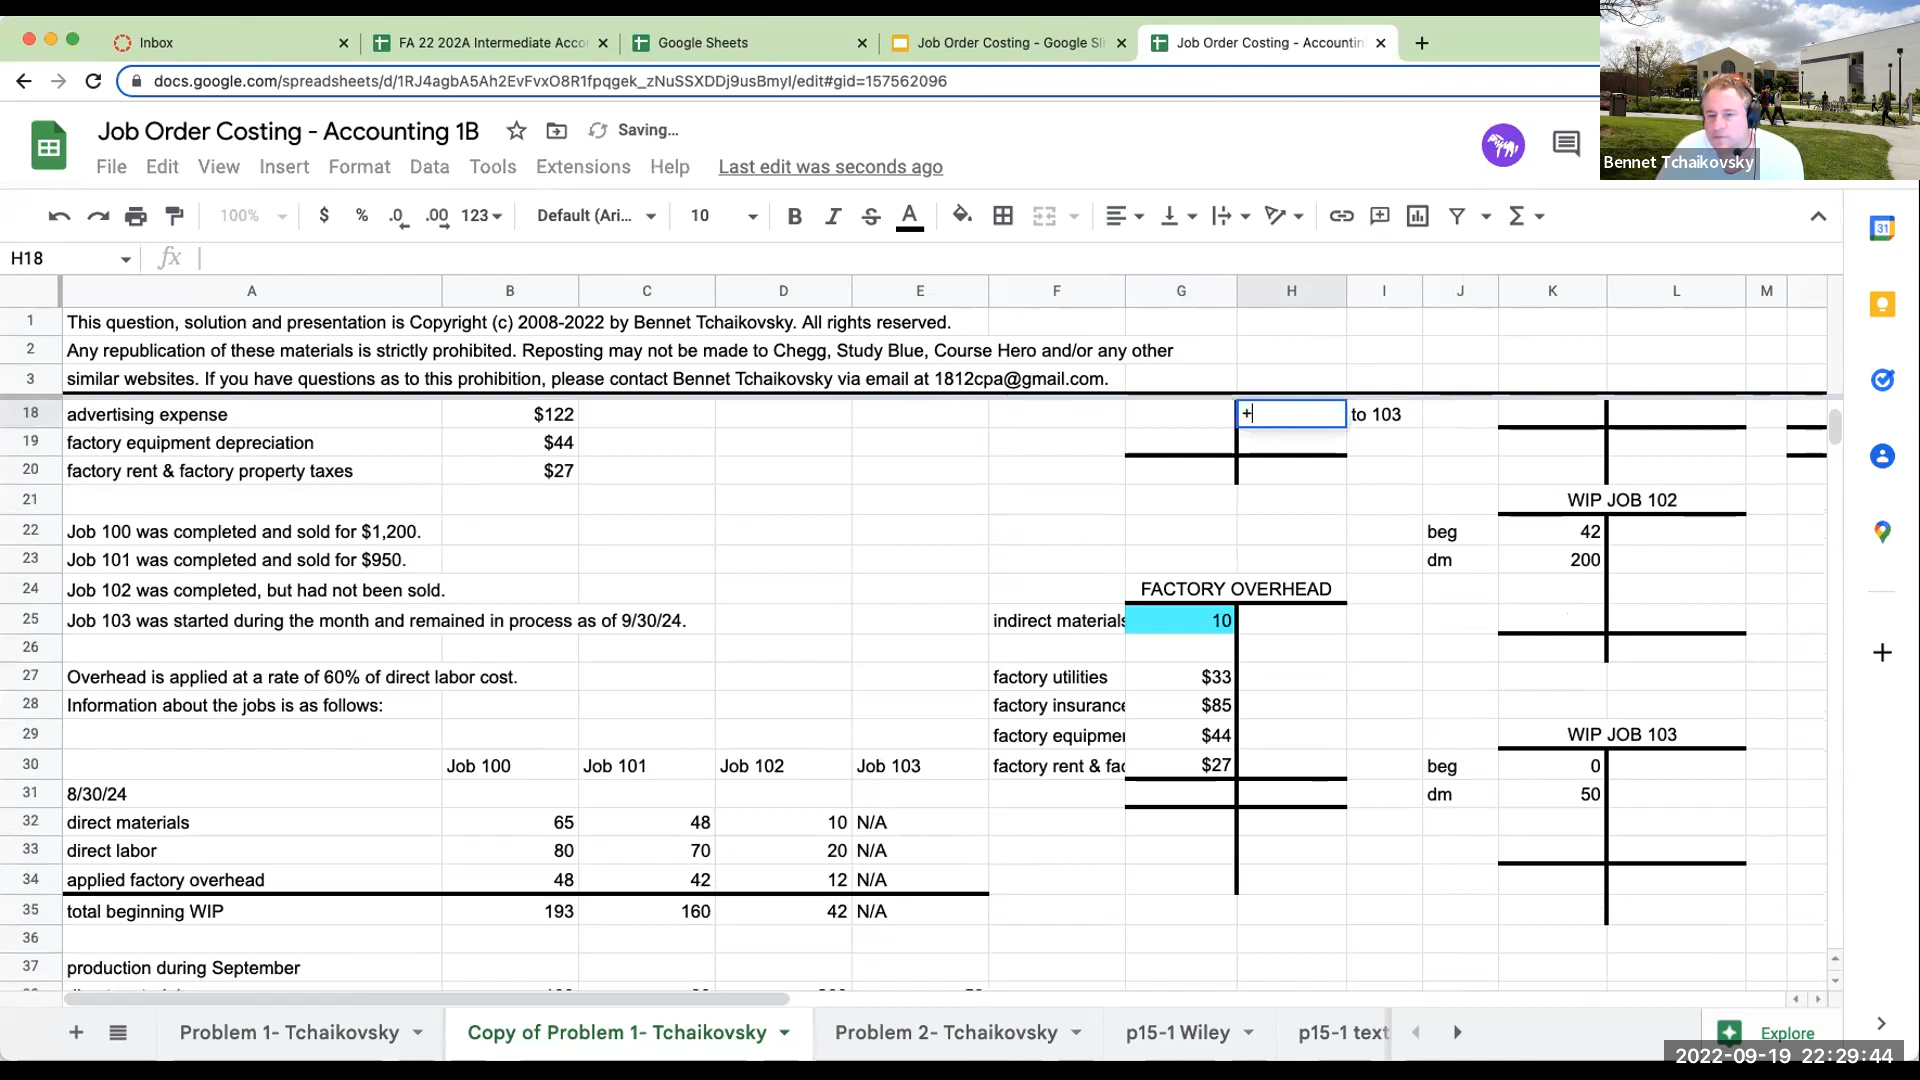 Inbox
FA 22 202A Intermediate Acco
Google Sheets
Job Order Costing - Google Sl
Job Order Costing - Accountin
docs.google.com/spreadsheets/d/1RJ4agbA5Ah2EvFvxO8R1fpqgek_zNuSSXDDj9usBmyI/edit#gid=157562096
Job Order Costing - Accounting 1B
Saving...
File Edit View Insert Format Data Tools Extensions Help Last edit was seconds ago
Bennet Tchaikovsky
100% $ % .0 .00 123 Default (Ari... 10 B I S A
31
H18 fx
A B C D E F G H I J K L M
1 This question, solution and presentation is Copyright (c) 2008-2022 by Bennet Tchaikovsky. All rights reserved.
2 Any republication of these materials is strictly prohibited. Reposting may not be made to Chegg, Study Blue, Course Hero and/or any other
3 similar websites. If you have questions as to this prohibition, please contact Bennet Tchaikovsky via email at 1812cpa@gmail.com.
18 advertising expense $122 + to 103
19 factory equipment depreciation $44
20 factory rent & factory property taxes $27
21 WIP JOB 102
22 Job 100 was completed and sold for $1,200. beg 42
23 Job 101 was completed and sold for $950. dm 200
24 Job 102 was completed, but had not been sold. FACTORY OVERHEAD
25 Job 103 was started during the month and remained in process as of 9/30/24. indirect materials 10
26
27 Overhead is applied at a rate of 60% of direct labor cost. factory utilities $33
28 Information about the jobs is as follows: factory insurance $85
29 factory equipmer $44 WIP JOB 103
30 Job 100 Job 101 Job 102 Job 103 factory rent & fac $27 beg 0
31 8/30/24 dm 50
32 direct materials 65 48 10 N/A
33 direct labor 80 70 20 N/A
34 applied factory overhead 48 42 12 N/A
35 total beginning WIP 193 160 42 N/A
36
37 production during September
Problem 1- Tchaikovsky Copy of Problem 1- Tchaikovsky Problem 2- Tchaikovsky p15-1 Wiley p15-1 text Explore
2022-09-19 22:29:44